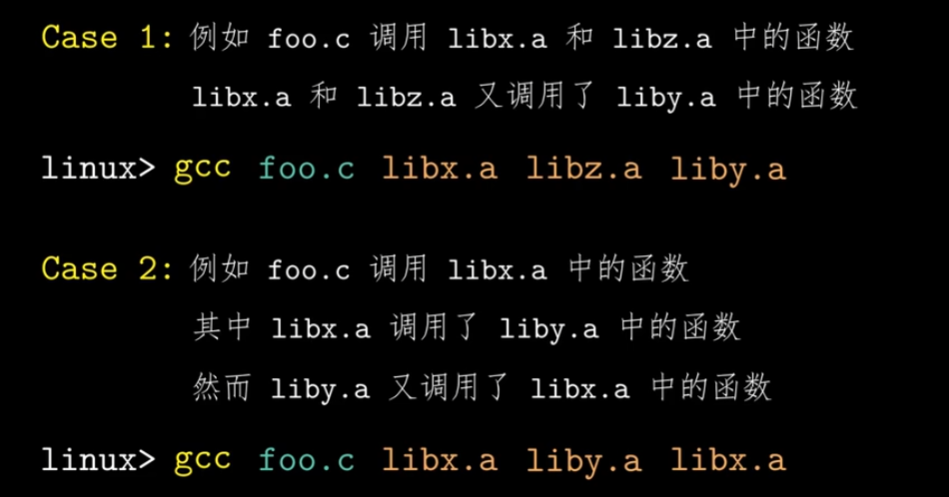 Case 1: 例如 foo.c 调用 libx.a 和 libz.a 中的函数
libx.a 和 libz.a 又调用了 liby.a 中的函数
linux> gcc foo.c libx.a libz.a liby.a
Case 2: 例如 foo.c 调用 libx.a 中的函数
其中 libx.a 调用了 liby.a 中的函数
然而 liby.a 又调用了 libx.a 中的函数
linux> gcc foo.c libx.a liby.a libx.a